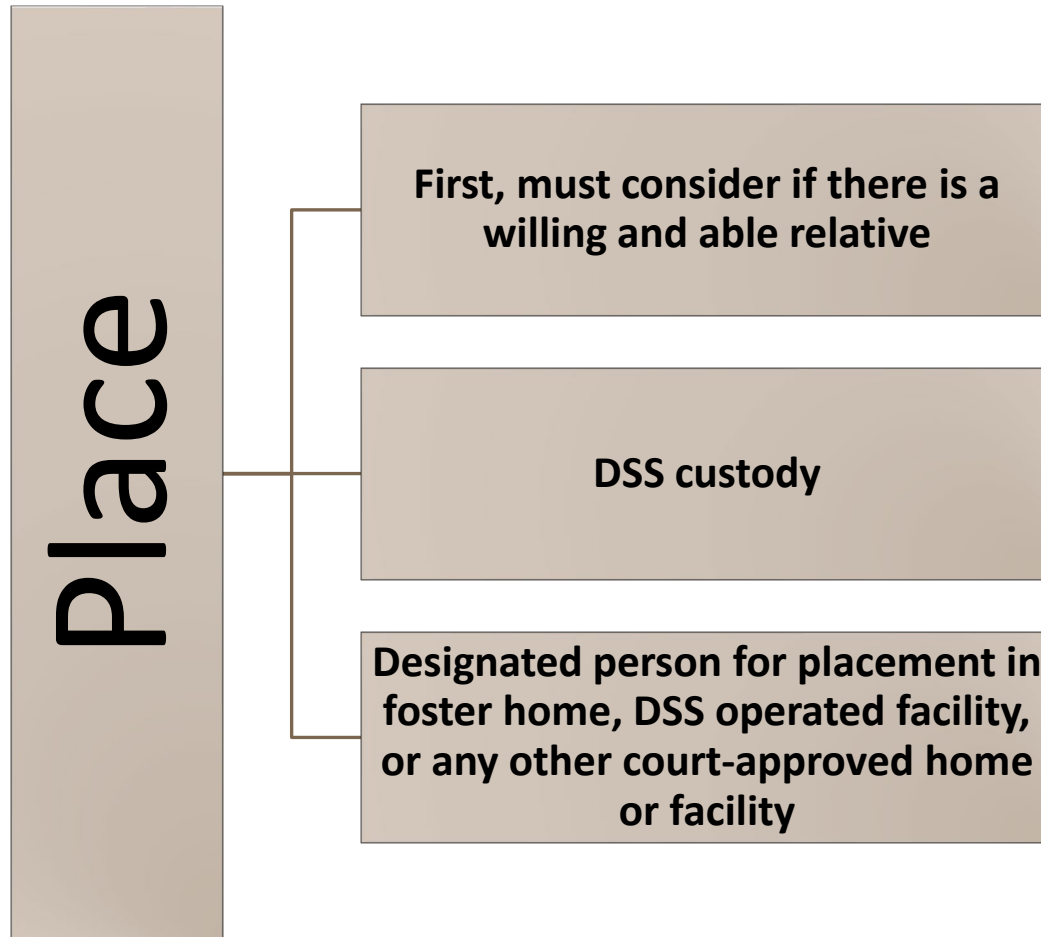 Place
First, must consider if there is a
willing and able relative
DSS custody
Designated person for placement in
foster home, DSS operated facility,
or any other court-approved home
or facility